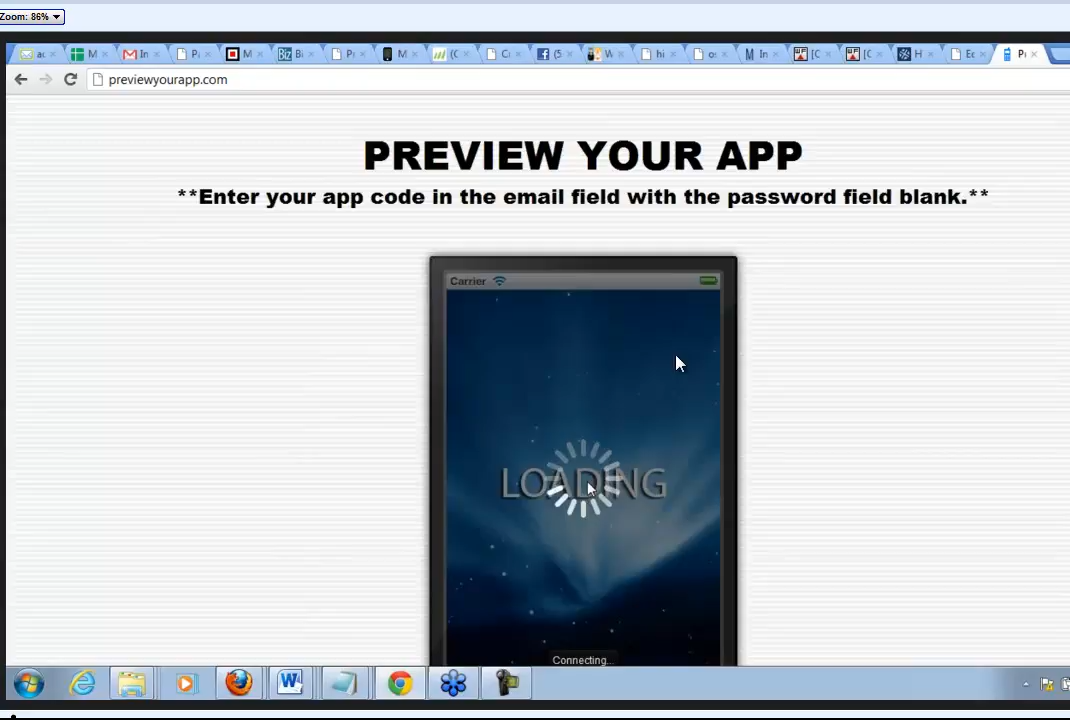 Zoom: 86%
previewyourapp.com
PREVIEW YOUR APP
**Enter your app code in the email field with the password field blank.**
Carrier
LOADING
Connecting...